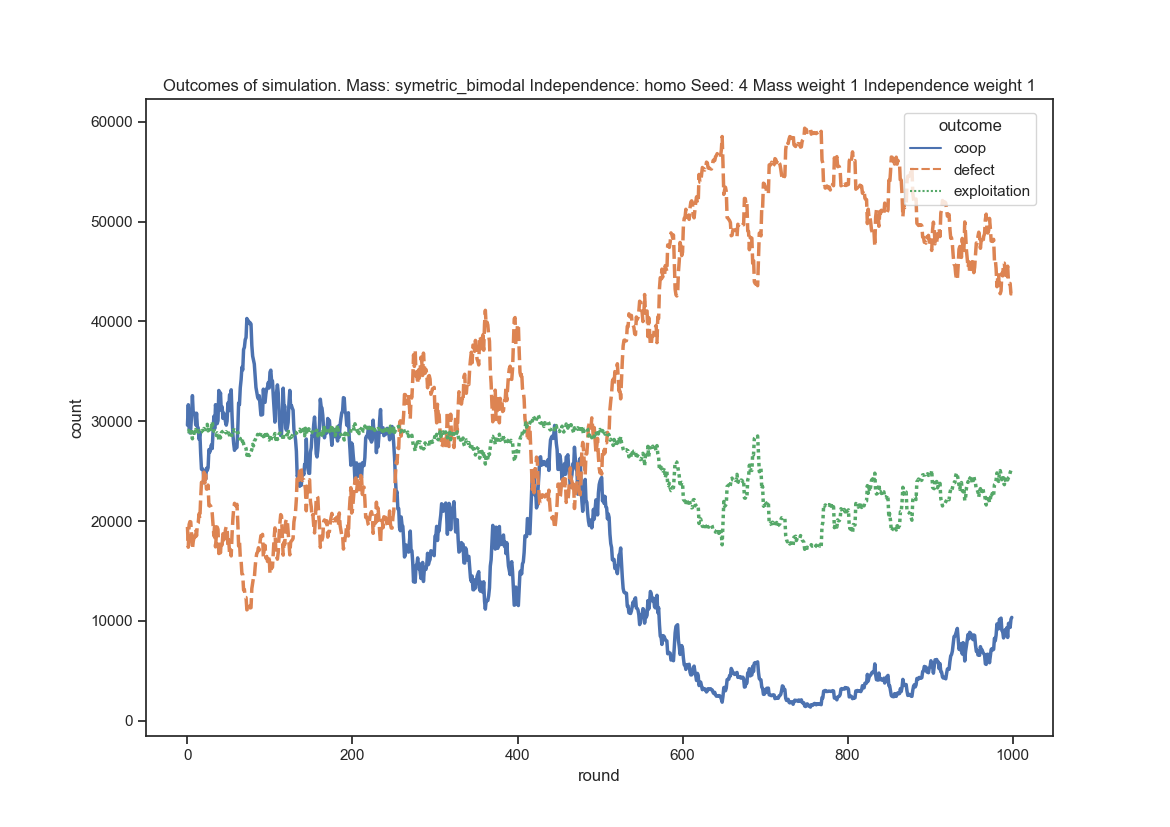 Outcomes of simulation. Mass: symetric_bimodal Independence: homo Seed: 4 Mass weight 1 Independence weight 1
60000
50000
40000
30000
20000
10000
0
count
outcome
coop
defect
exploitation
0
200
400
600
800
1000
round